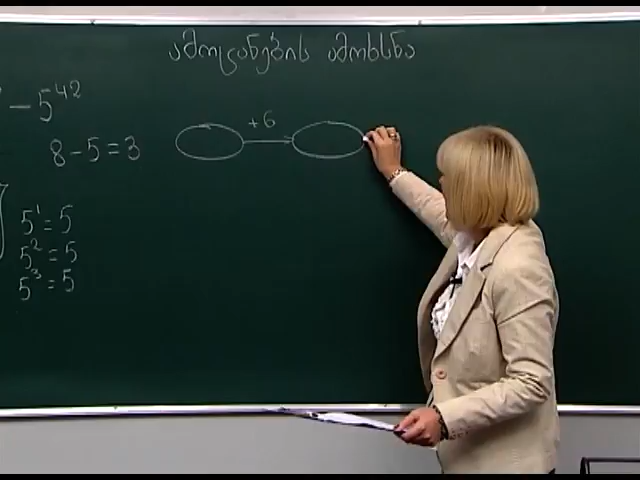 ამოცანების ამოხსნა
- 5⁴²
8 - 5 = 3
+6
5¹ = 5
5² = 5
5³ = 5